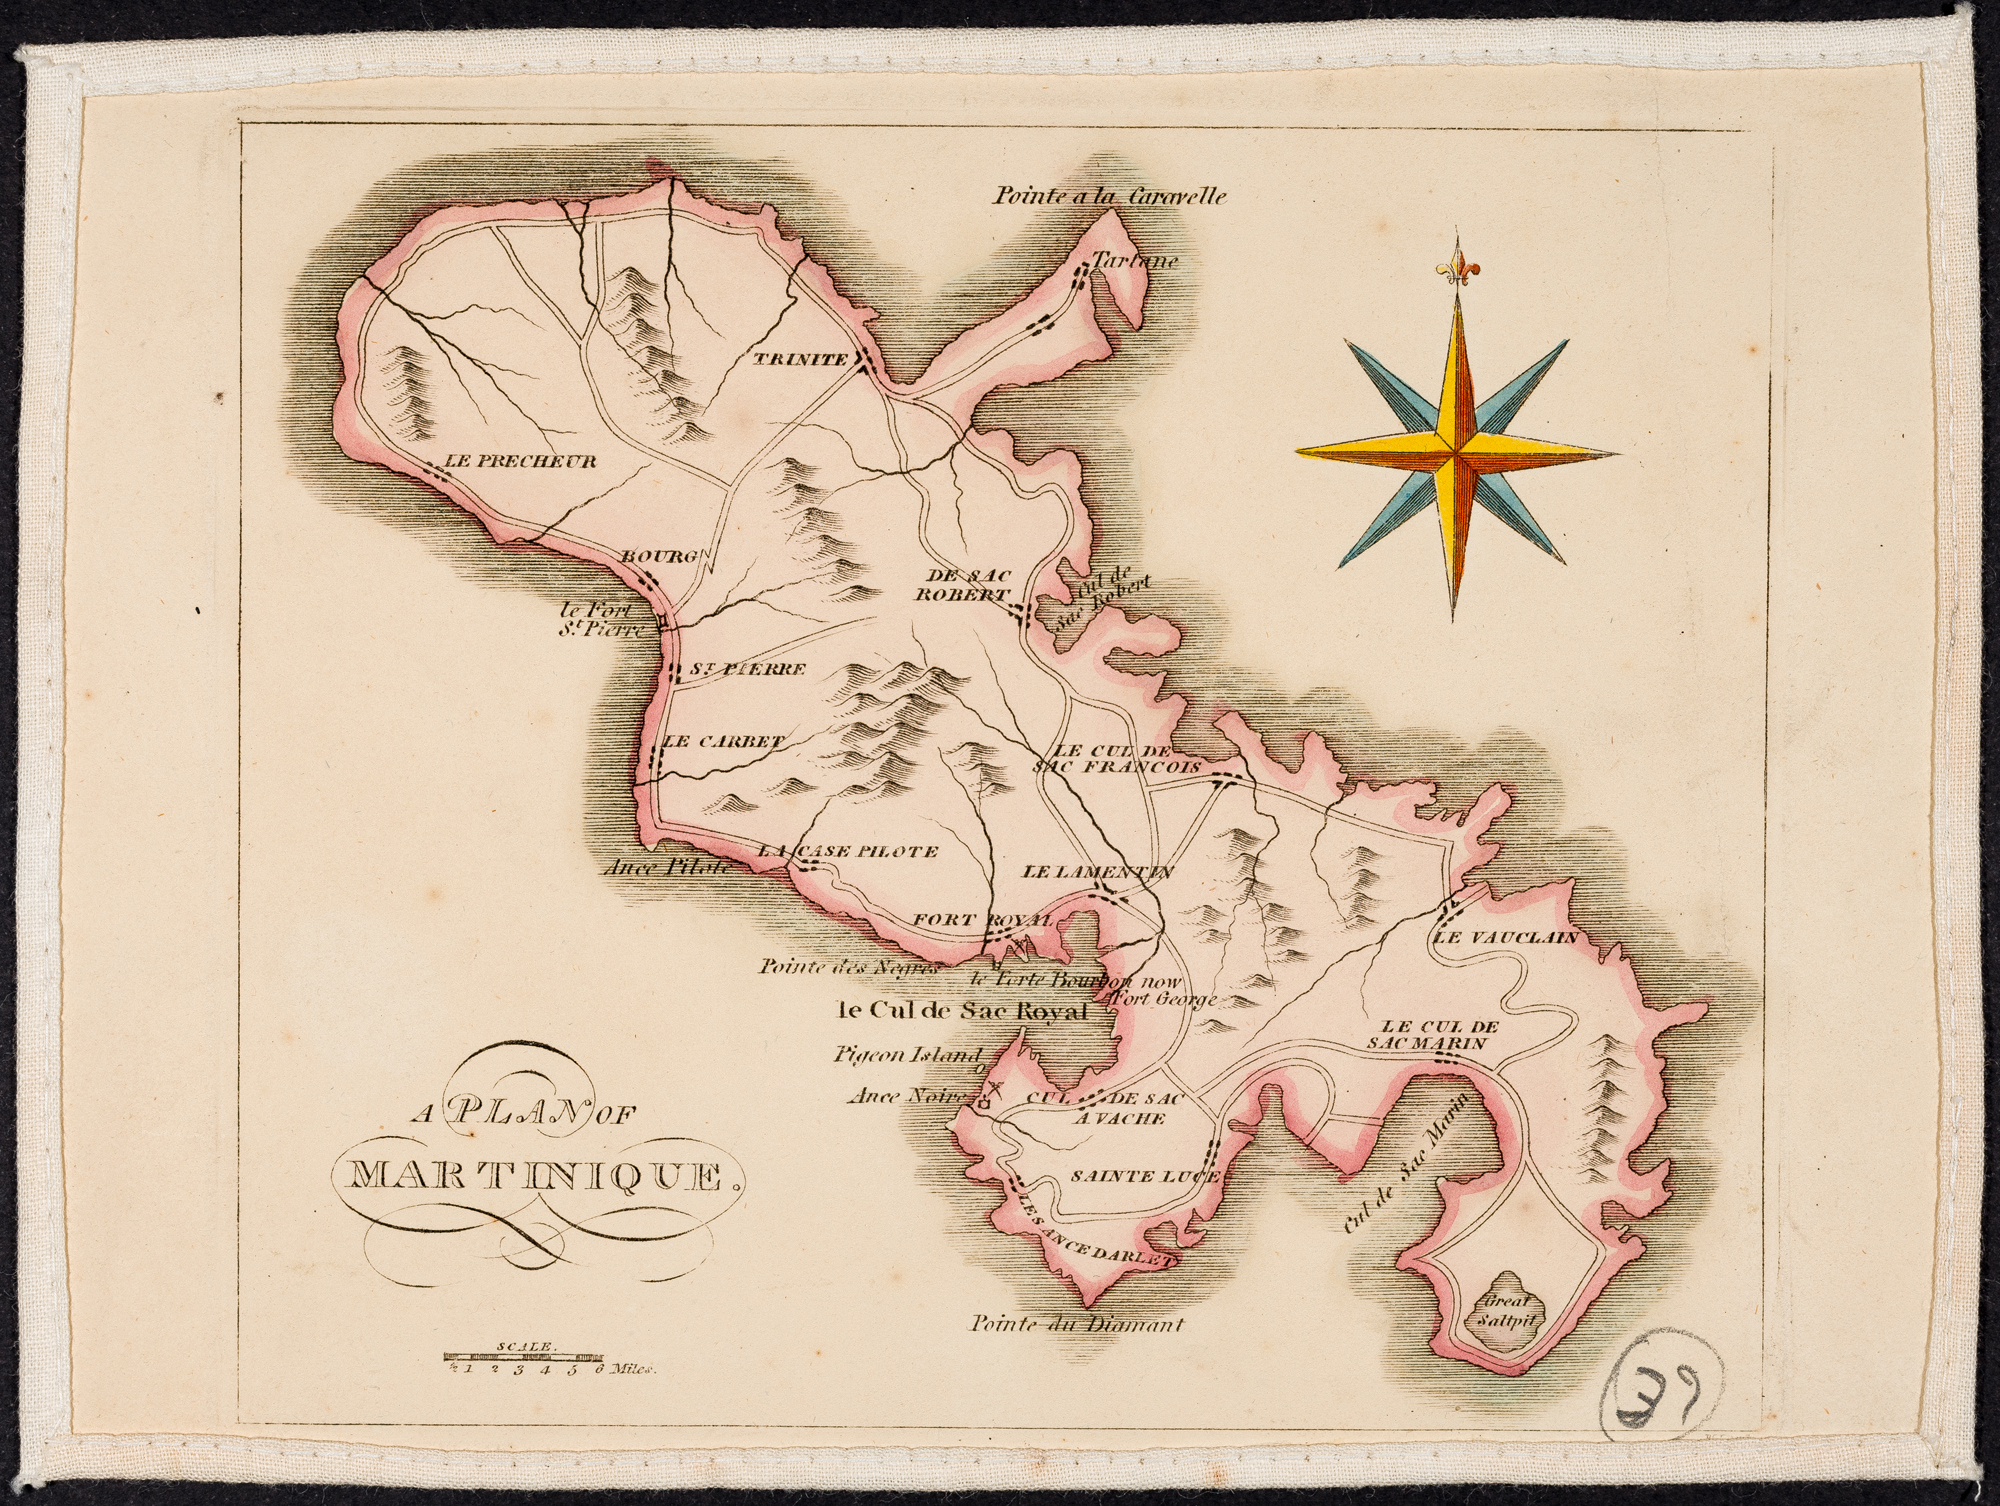 Pointe a la Caravelle
Tartane
TRINITE
LE PRECHEUR
BOURG
DE SAC
ROBERT
Cul de
Sac Robert
le Fort
St. Pierre
ST. PIERRE
LE CARBET
LE CUL DE
SAC FRANCOIS
LA CASE PILOTE
Ance Pilote
LE LAMENTIN
FORT ROYAL
LE VAUCLAIN
Pointe des Negres
le Forte Bourbon now
Fort George
le Cul de Sac Royal
LE CUL DE
SAC MARIN
Pigeon Island
Ance Noire
CUL DE SAC
A VACHE
Cul de Sac Marin
SAINTE LUCE
LES ANCE DARLET
Great
Saltpit
Pointe du Diamant
A PLAN OF
MARTINIQUE.
SCALE.
½ 1 2 3 4 5 6 Miles.
39